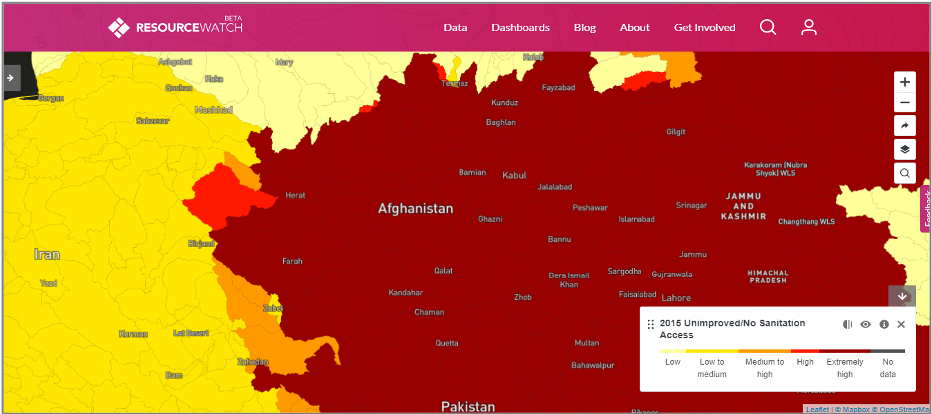 BETA
RESOURCEWATCH
Data Dashboards Blog About Get Involved
Ashgabat
Mary
Kaka
Quchan
Termez
Fayzabad
Gorgan
Mashhad
Kunduz
Sabzevar
Baghlan
Gilgit
Bamian
Kabul
Karakoram (Nubra
Shyok) WLS
Jalalabad
Herat
JAMMU
AND
KASHMIR
Afghanistan
Peshawar
Srinagar
Ghazni
Islamabad
Changthang WLS
Birjand
Bannu
Iran
Farah
Jammu
Qalat
Dera Ismail
Khan
Sargodha
Gujranwala
HIMACHAL
PRADESH
Yazd
Kandahar
Zhob
Faisalabad
Lahore
Zabol
Chaman
Kerman
Lut Desert
Quetta
Multan
Zahedan
Bam
Bahawalpur
Pakistan
Bikaner
Feedback
2015 Unimproved/No Sanitation
Access
Low
Low to
medium
Medium to
high
High
Extremely
high
No
data
Leaflet | © Mapbox © OpenStreetMa